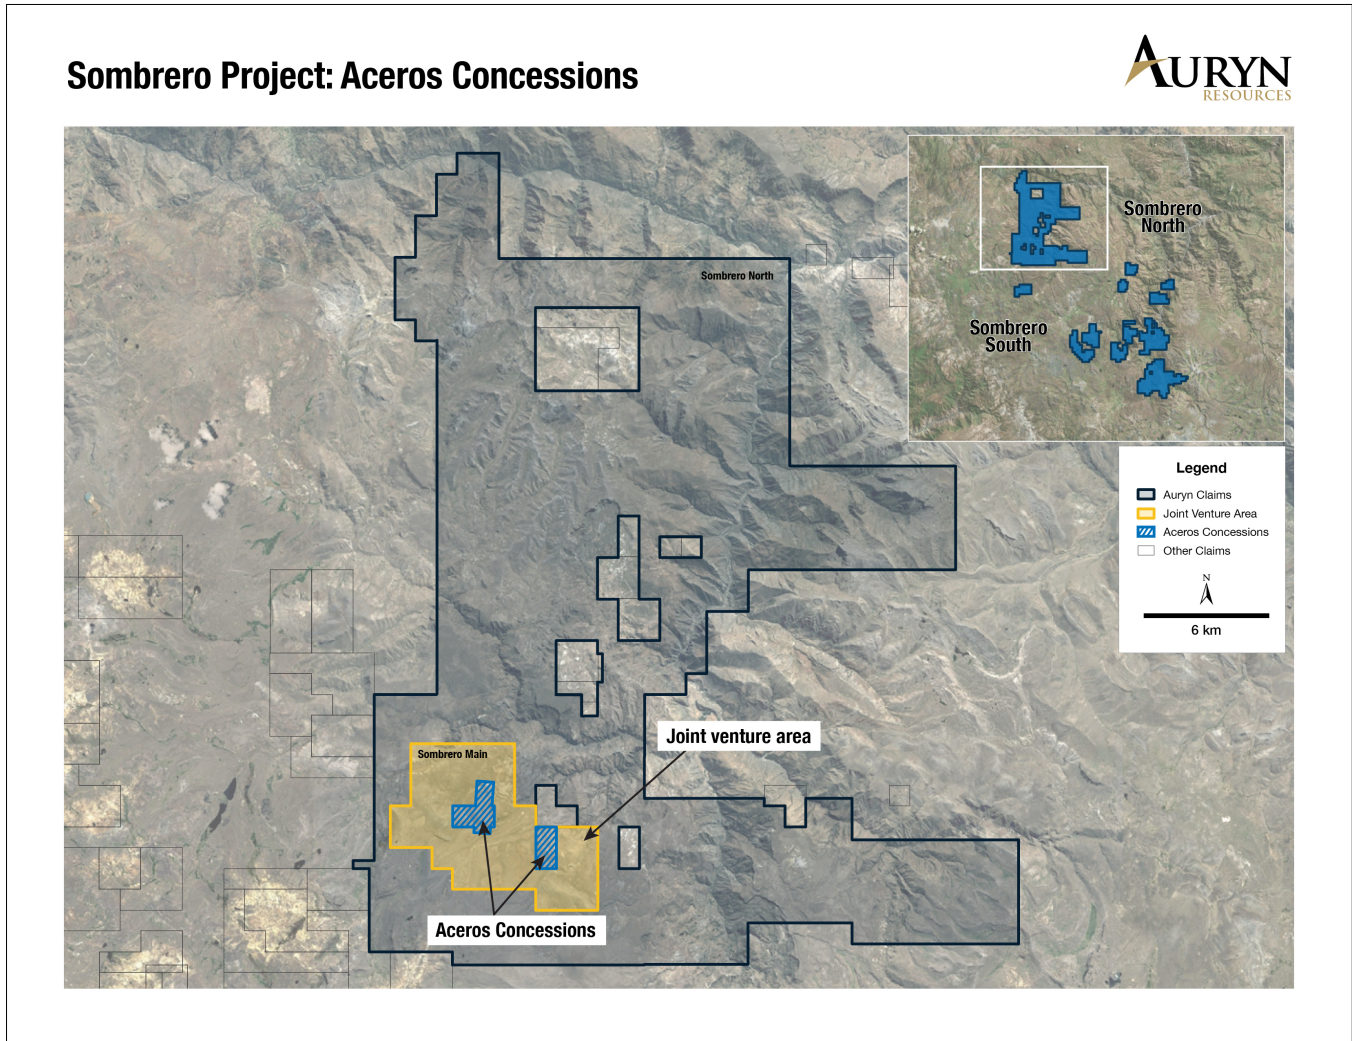 Sombrero Project: Aceros Concessions
AURYN
RESOURCES
Sombrero North
Sombrero
North
Sombrero
South
Legend
Auryn Claims
Joint Venture Area
Aceros Concessions
Other Claims
N
6 km
Joint venture area
Sombrero Main
Aceros Concessions